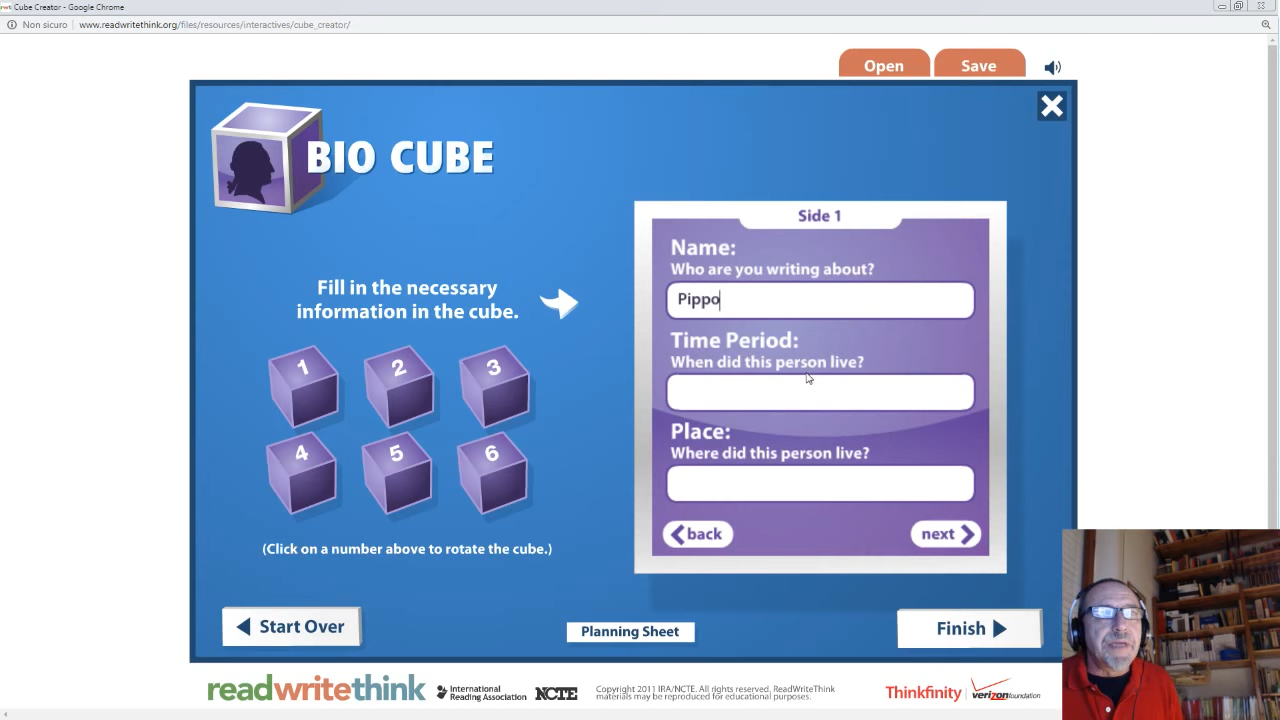 Cube Creator - Google Chrome
Non sicuro | www.readwritethink.org/files/resources/interactives/cube_creator/
Open
Save
BIO CUBE
Side 1
Name:
Who are you writing about?
Pippo
Time Period:
When did this person live?
Place:
Where did this person live?
back
next
Fill in the necessary
information in the cube.
1
2
3
4
5
6
(Click on a number above to rotate the cube.)
Start Over
Planning Sheet
Finish
readwritethink
International
Reading Association
NCTE
Copyright 2011 IRA/NCTE. All rights reserved. ReadWriteThink
materials may be reproduced for educational purposes.
Thinkfinity
verizonfoundation